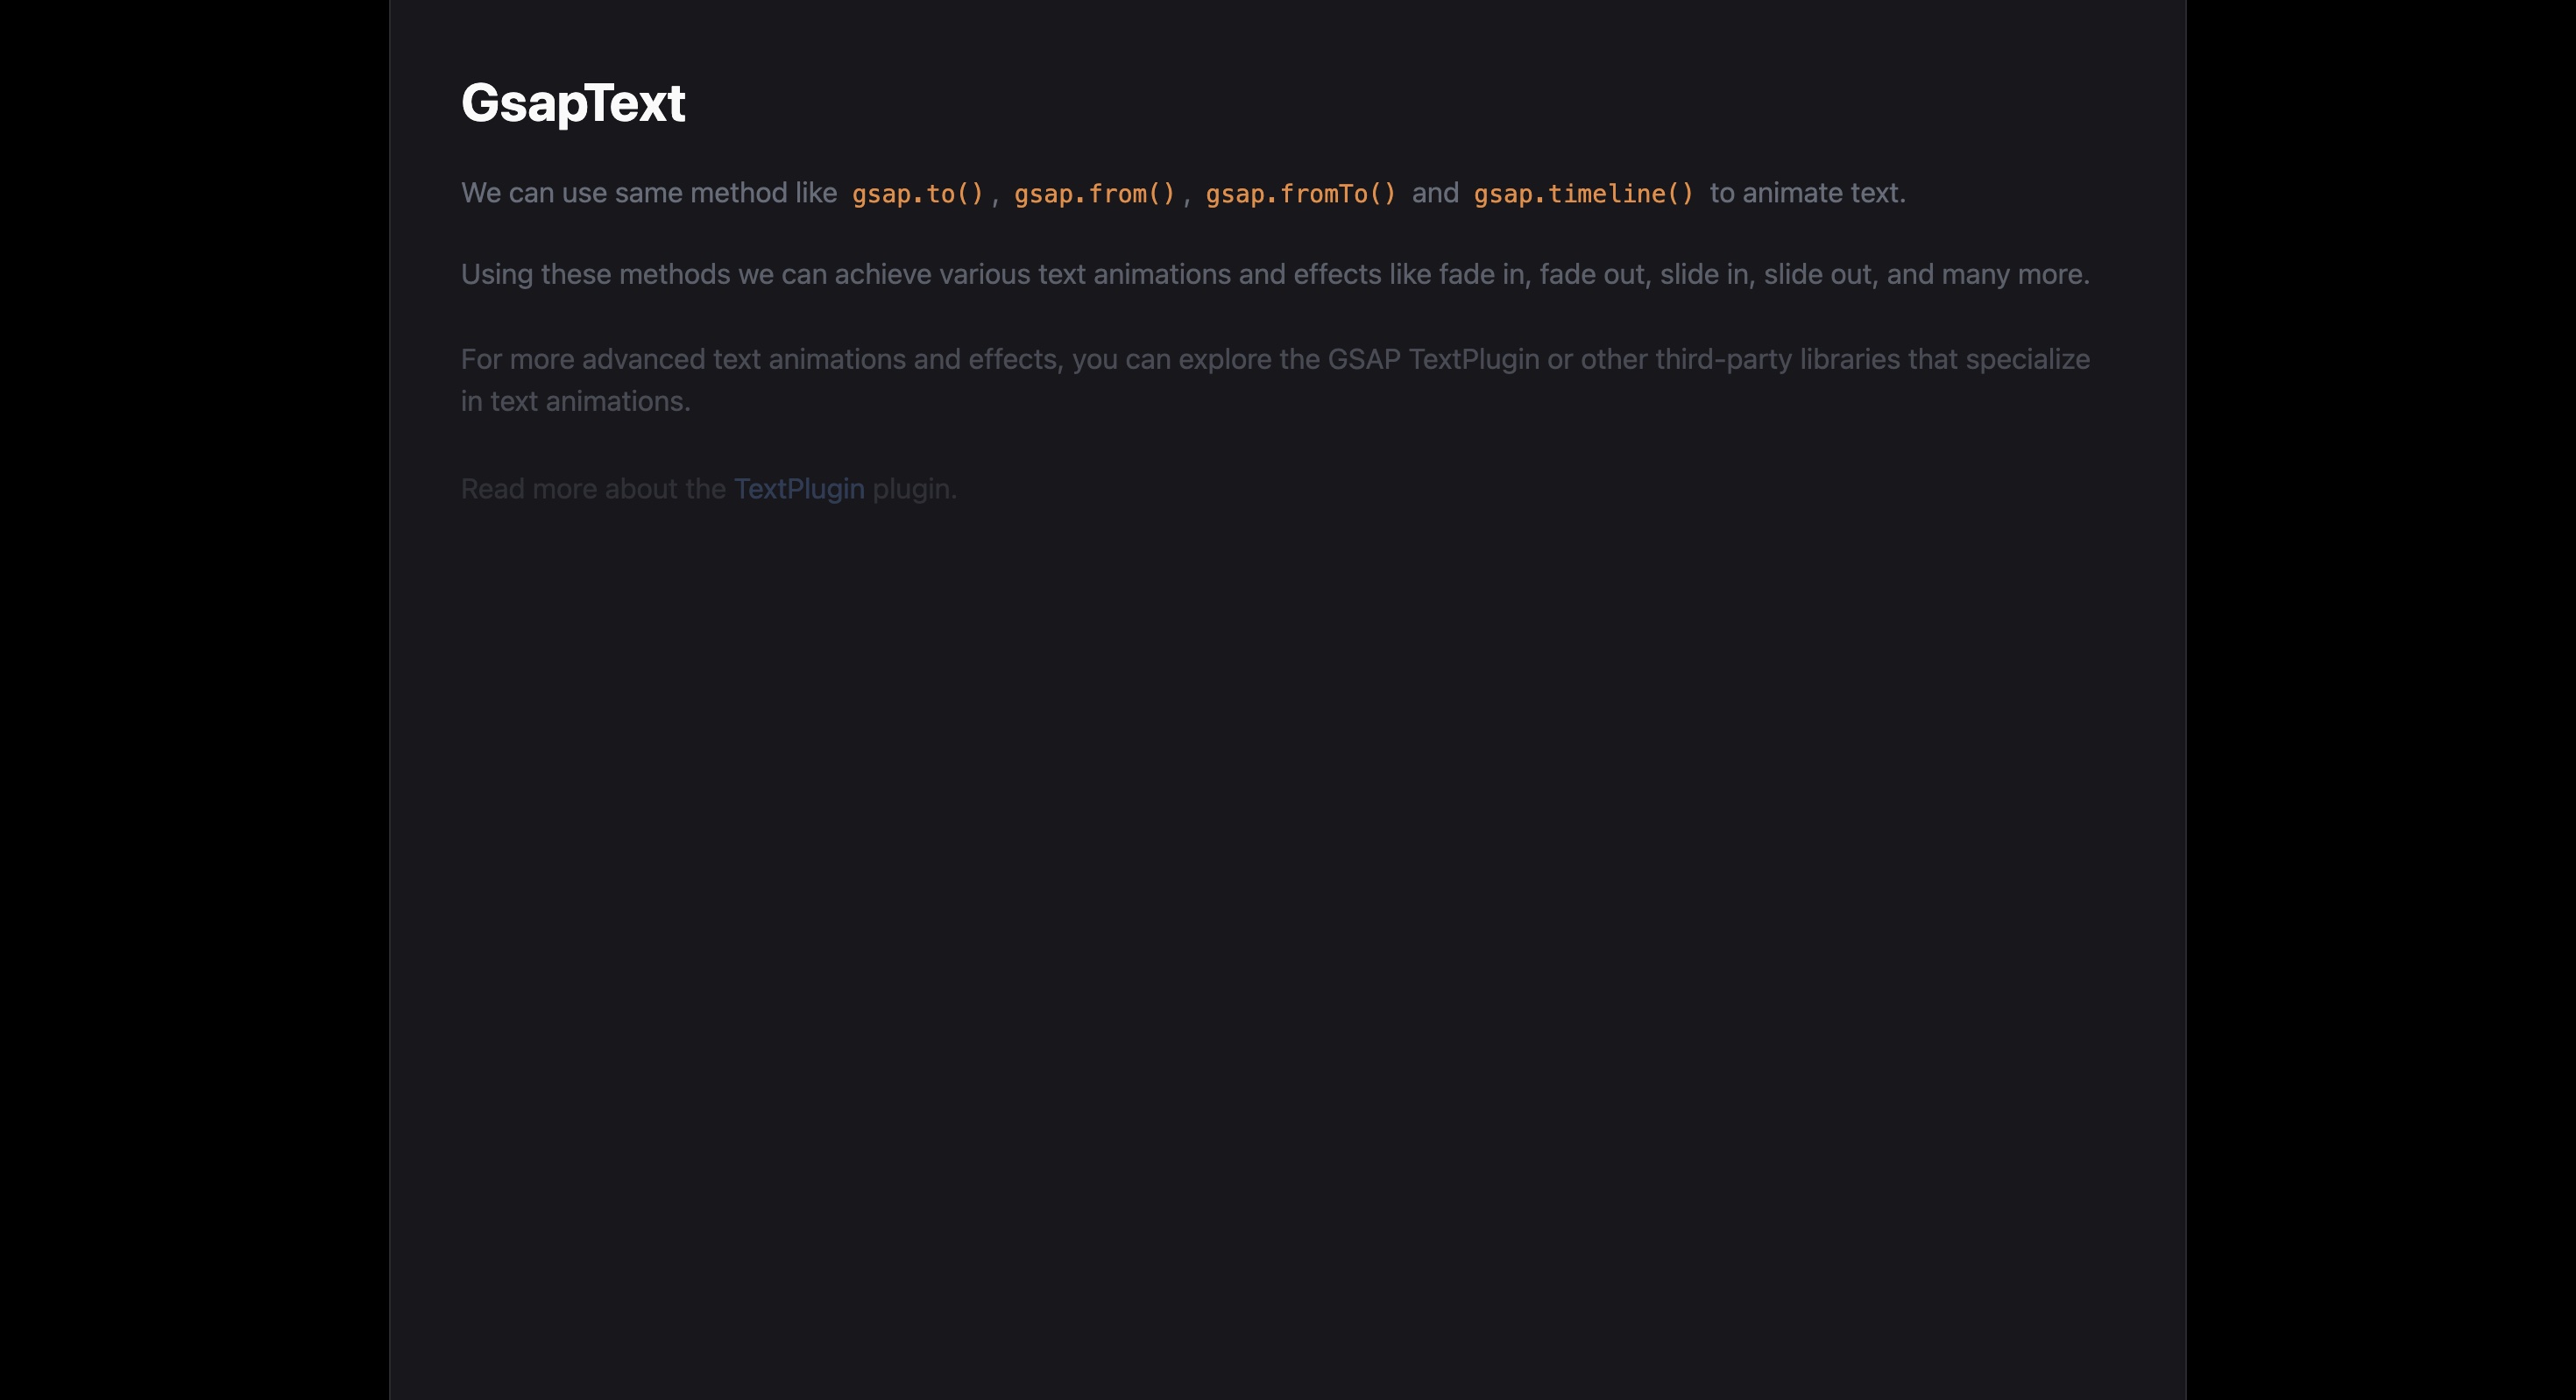 GsapText
We can use same method like gsap.to(), gsap.from(), gsap.fromTo() and gsap.timeline() to animate text.
Using these methods we can achieve various text animations and effects like fade in, fade out, slide in, slide out, and many more.
For more advanced text animations and effects, you can explore the GSAP TextPlugin or other third-party libraries that specialize
in text animations.
Read more about the TextPlugin plugin.